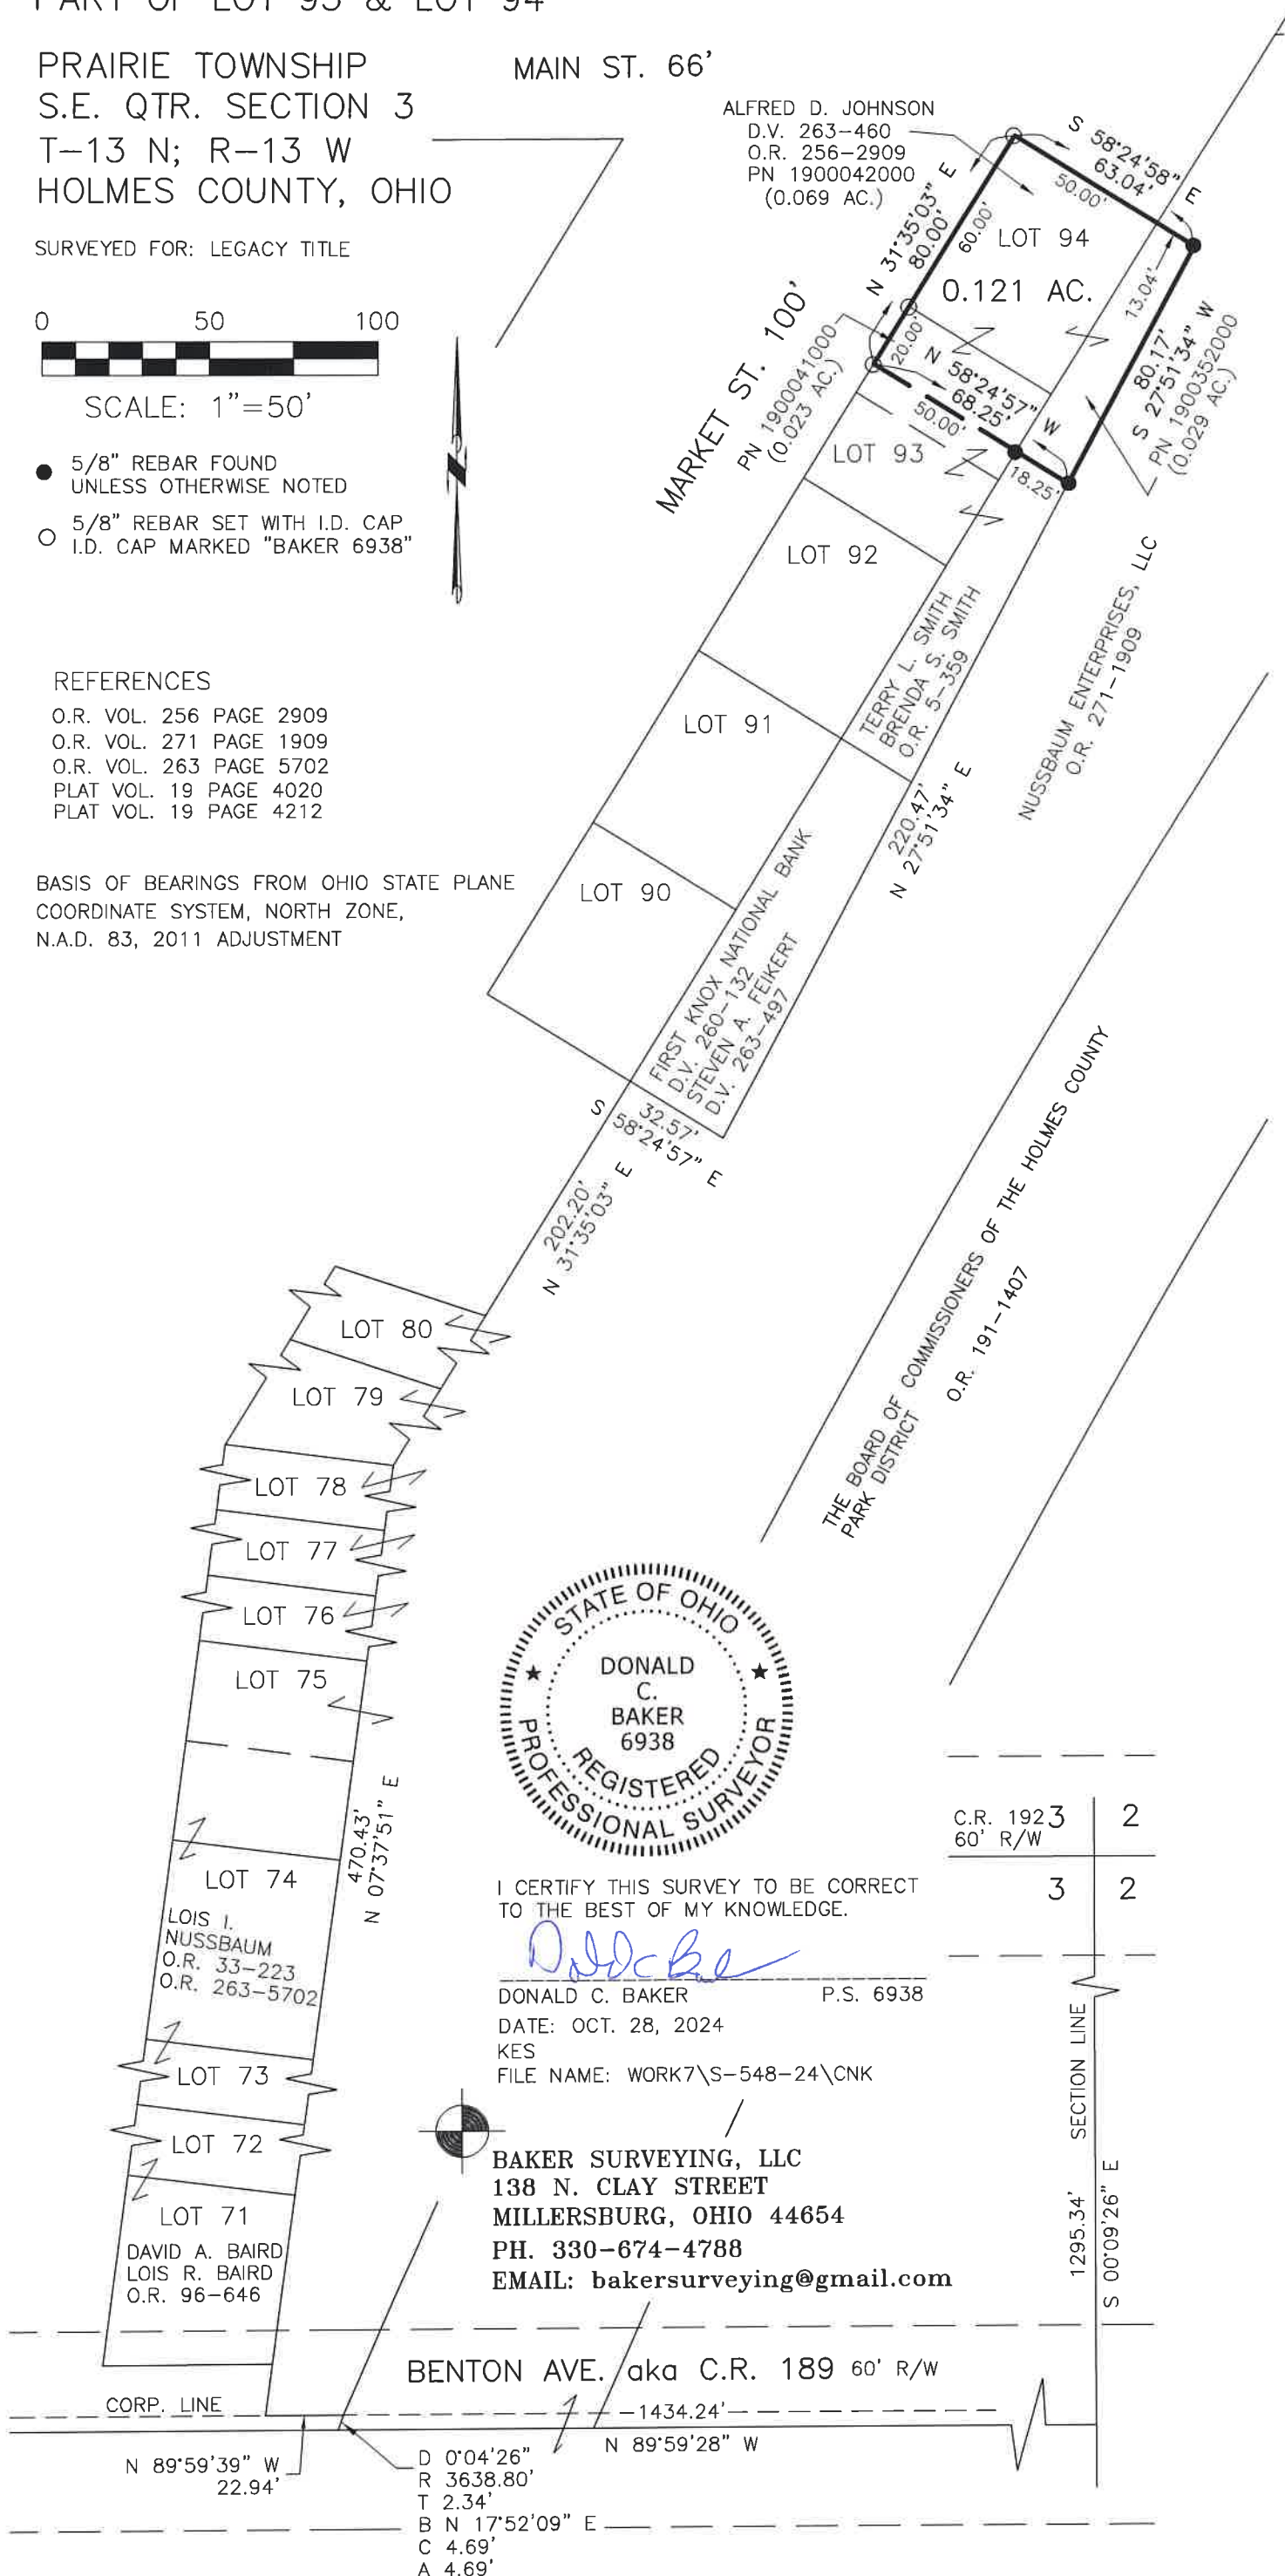 PART OF LOT 93 & LOT 94
PRAIRIE TOWNSHIP
S.E. QTR. SECTION 3
T-13 N; R-13 W
HOLMES COUNTY, OHIO
SURVEYED FOR: LEGACY TITLE
0 50 100
SCALE: 1"=50'
5/8" REBAR FOUND
UNLESS OTHERWISE NOTED
5/8" REBAR SET WITH I.D. CAP
I.D. CAP MARKED "BAKER 6938"
REFERENCES
O.R. VOL. 256 PAGE 2909
O.R. VOL. 271 PAGE 1909
O.R. VOL. 263 PAGE 5702
PLAT VOL. 19 PAGE 4020
PLAT VOL. 19 PAGE 4212
BASIS OF BEARINGS FROM OHIO STATE PLANE
COORDINATE SYSTEM, NORTH ZONE,
N.A.D. 83, 2011 ADJUSTMENT
MAIN ST. 66'
ALFRED D. JOHNSON
D.V. 263-460
O.R. 256-2909
PN 1900042000
(0.069 AC.)
S 58°24'58" E
63.04'
50.00'
N 31°35'03" E
80.00'
60.00'
LOT 94
0.121 AC.
13.04'
80.17'
S 27°51'34" W
PN 1900352000
(0.029 AC.)
MARKET ST. 100'
PN 1900041000
(0.023 AC.)
20.00'
N 58°24'57" W
68.25'
50.00'
18.25'
LOT 93
LOT 92
LOT 91
LOT 90
TERRY L. SMITH
BRENDA S. SMITH
O.R. 5-359
NUSSBAUM ENTERPRISES, LLC
O.R. 271-1909
220.47'
N 27°51'34" E
FIRST KNOX NATIONAL BANK
D.V. 260-132
STEVEN A. FEIKERT
D.V. 263-497
32.57'
S 58°24'57" E
202.20'
N 31°35'03" E
THE BOARD OF COMMISSIONERS OF THE HOLMES COUNTY
PARK DISTRICT O.R. 191-1407
LOT 80
LOT 79
LOT 78
LOT 77
LOT 76
LOT 75
470.43'
N 07°37'51" E
LOT 74
LOIS I.
NUSSBAUM
O.R. 33-223
O.R. 263-5702
LOT 73
LOT 72
LOT 71
DAVID A. BAIRD
LOIS R. BAIRD
O.R. 96-646
STATE OF OHIO
DONALD
C.
BAKER
6938
REGISTERED
PROFESSIONAL SURVEYOR
I CERTIFY THIS SURVEY TO BE CORRECT
TO THE BEST OF MY KNOWLEDGE.
DONALD C. BAKER P.S. 6938
DATE: OCT. 28, 2024
KES
FILE NAME: WORK7\S-548-24\CNK
BAKER SURVEYING, LLC
138 N. CLAY STREET
MILLERSBURG, OHIO 44654
PH. 330-674-4788
EMAIL: bakersurveying@gmail.com
C.R. 192 3 2
60' R/W
3 2
SECTION LINE
1295.34'
S 00°09'26" E
BENTON AVE. aka C.R. 189 60' R/W
CORP. LINE
1434.24'
N 89°59'28" W
N 89°59'39" W
22.94'
D 0°04'26"
R 3638.80'
T 2.34'
B N 17°52'09" E
C 4.69'
A 4.69'